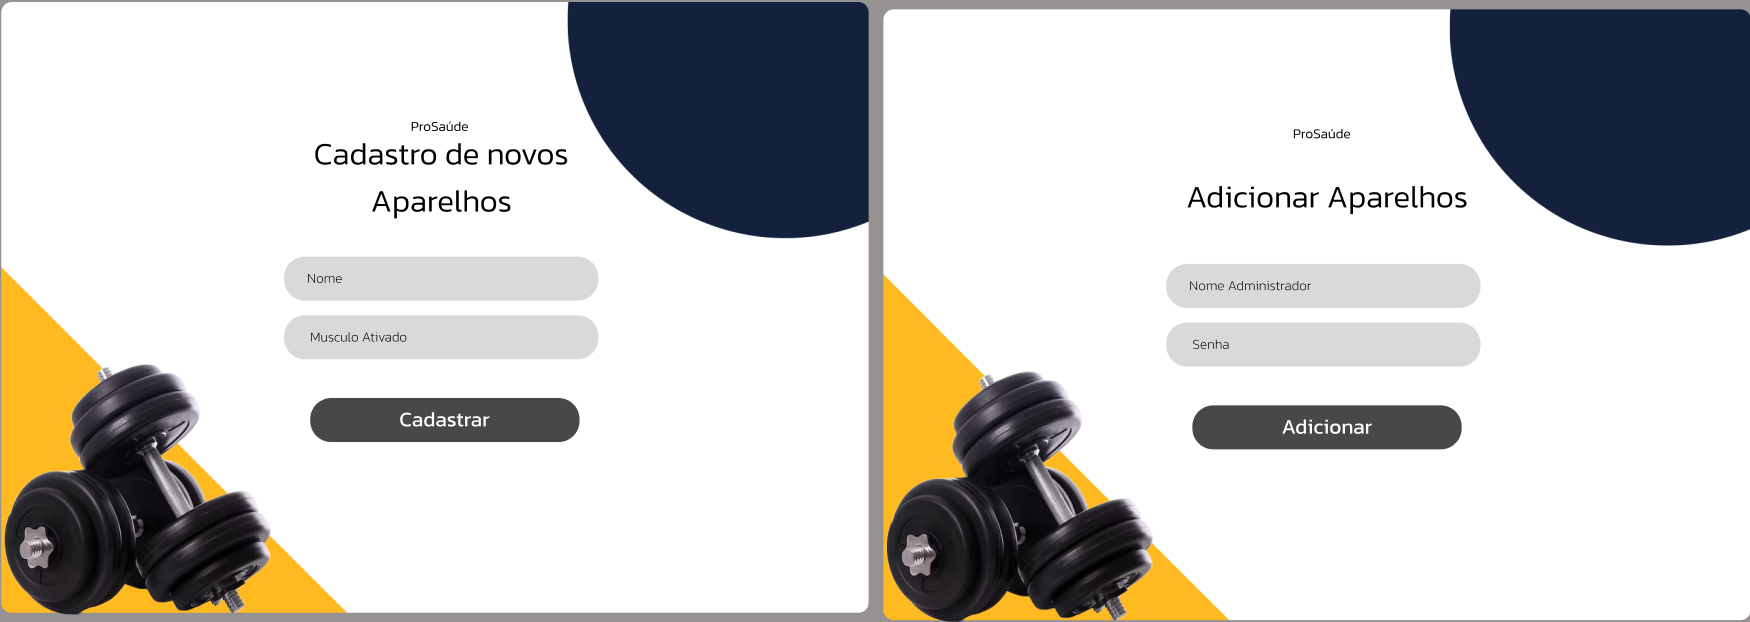 ProSaúde
Cadastro de novos
Aparelhos
Nome
Musculo Ativado
Cadastrar
ProSaúde
Adicionar Aparelhos
Nome Administrador
Senha
Adicionar